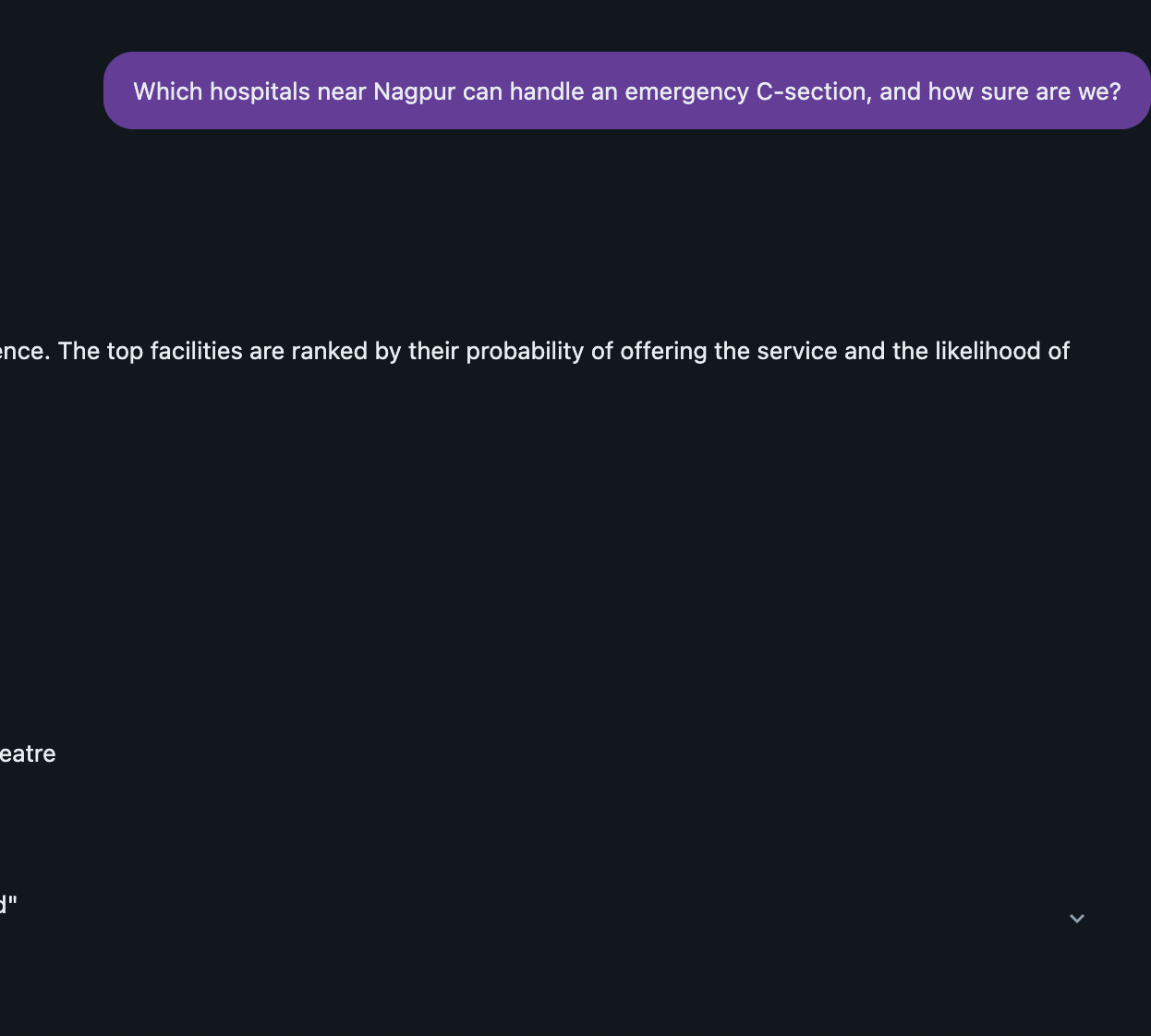 Which hospitals near Nagpur can handle an emergency C-section, and how sure are we?
ence. The top facilities are ranked by their probability of offering the service and the likelihood of
eatre
d"